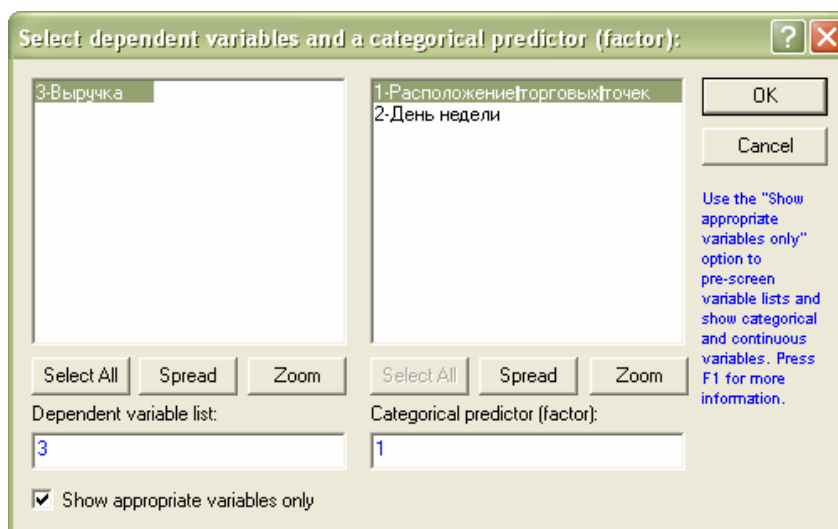 Select dependent variables and a categorical predictor (factor):
3-Выручка
1-Расположение|торговых|точек
2-День недели
OK
Cancel
Use the "Show
appropriate
variables only"
option to
pre-screen
variable lists and
show categorical
and continuous
variables. Press
F1 for more
information.
Select All Spread Zoom Select All Spread Zoom
Dependent variable list: Categorical predictor (factor):
3 1
Show appropriate variables only